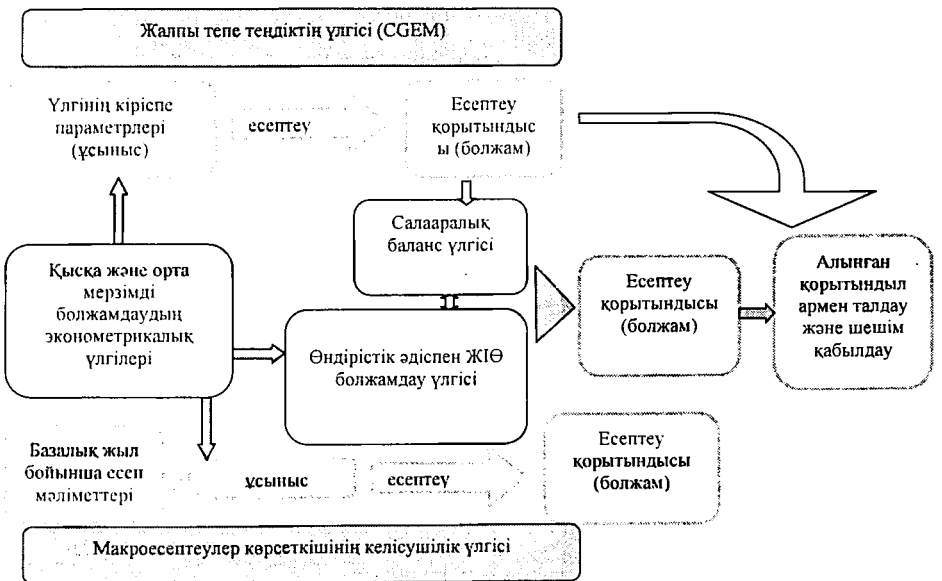 Жалпы тепе теңдіктің үлгісі (CGEM)
Үлгінің кіріспе
параметрлері
(ұсыныс)
есептеу
Есептеу
қорытындыс
ы (болжам)
Салааралық
баланс үлгісі
Қысқа және орта
мерзімді
болжамдаудың
эконометрикалық
үлгілері
Өндірістік әдіспен ЖІӨ
болжамдау үлгісі
Есептеу
қорытындысы
(болжам)
Алынған
қорытындыл
армен талдау
және шешім
қабылдау
Базалық жыл
бойынша есеп
мәліметтері
ұсыныс
есептеу
Есептеу
қорытындысы
(болжам)
Макроесептеулер көрсеткішінің келісушілік үлгісі